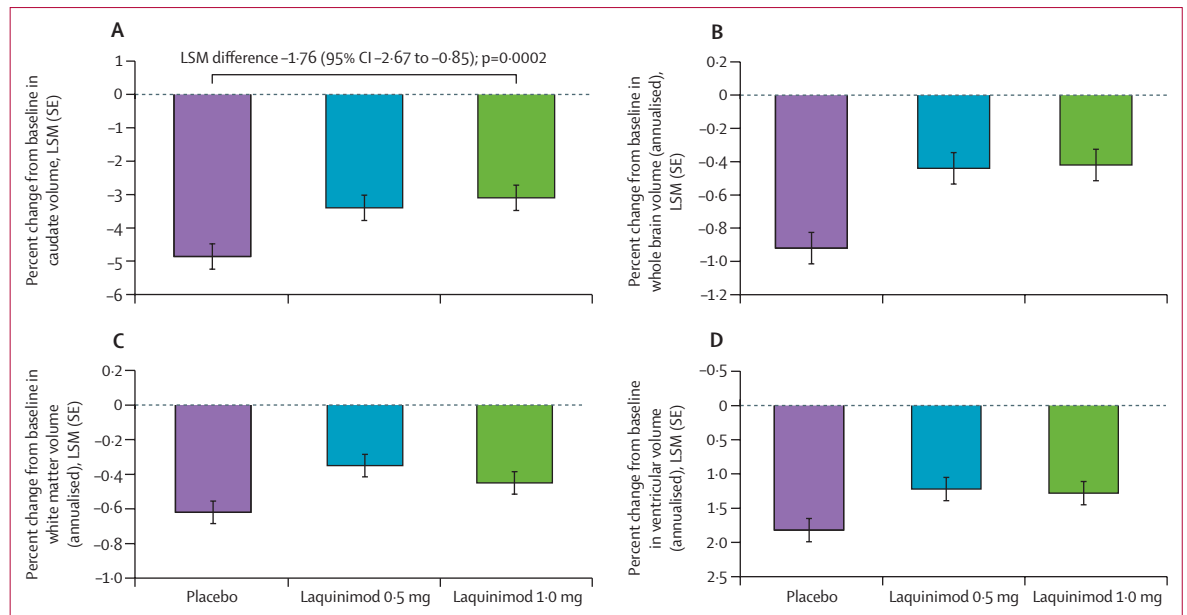 A
LSM difference –1·76 (95% CI –2·67 to –0·85); p=0·0002
Percent change from baseline in
caudate volume, LSM (SE)
1
0
–1
–2
–3
–4
–5
–6
B
Percent change from baseline in
whole brain volume (annualised),
LSM (SE)
0·2
0
–0·2
–0·4
–0·6
–0·8
–1·0
–1·2
C
Percent change from baseline in
white matter volume
(annualised), LSM (SE)
0·2
0
–0·2
–0·4
–0·6
–0·8
–1·0
Placebo
Laquinimod 0·5 mg
Laquinimod 1·0 mg
D
Percent change from baseline
in ventricular volume
(annualised), LSM (SE)
–0·5
0
0·5
1·0
1·5
2·0
2·5
Placebo
Laquinimod 0·5 mg
Laquinimod 1·0 mg